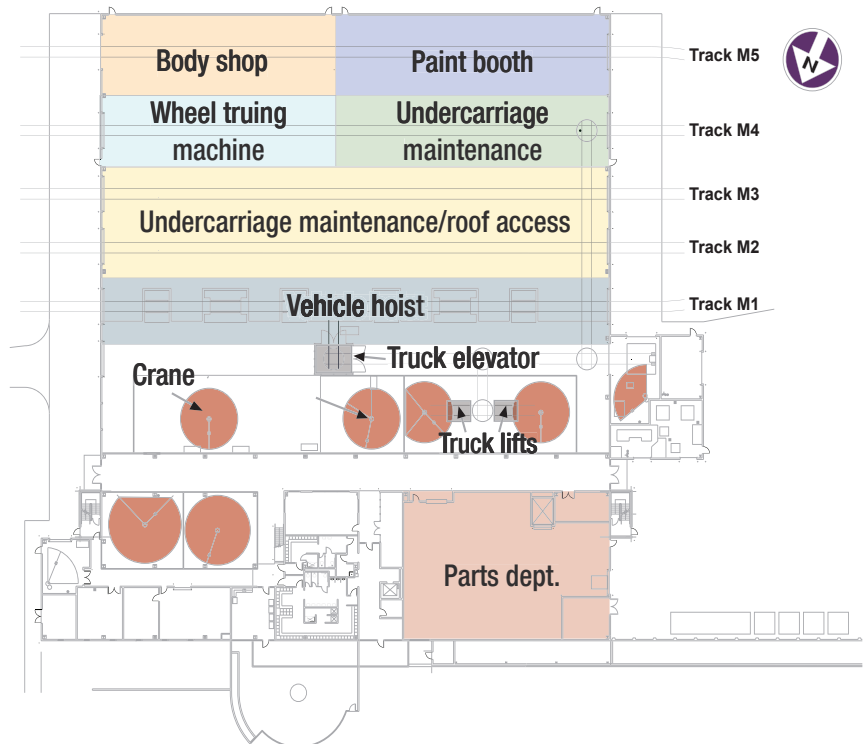 Body shop
Paint booth
Track M5
N
Wheel truing
machine
Undercarriage
maintenance
Track M4
Track M3
Undercarriage maintenance/roof access
Track M2
Vehicle hoist
Track M1
Truck elevator
Crane
Truck lifts
Parts dept.